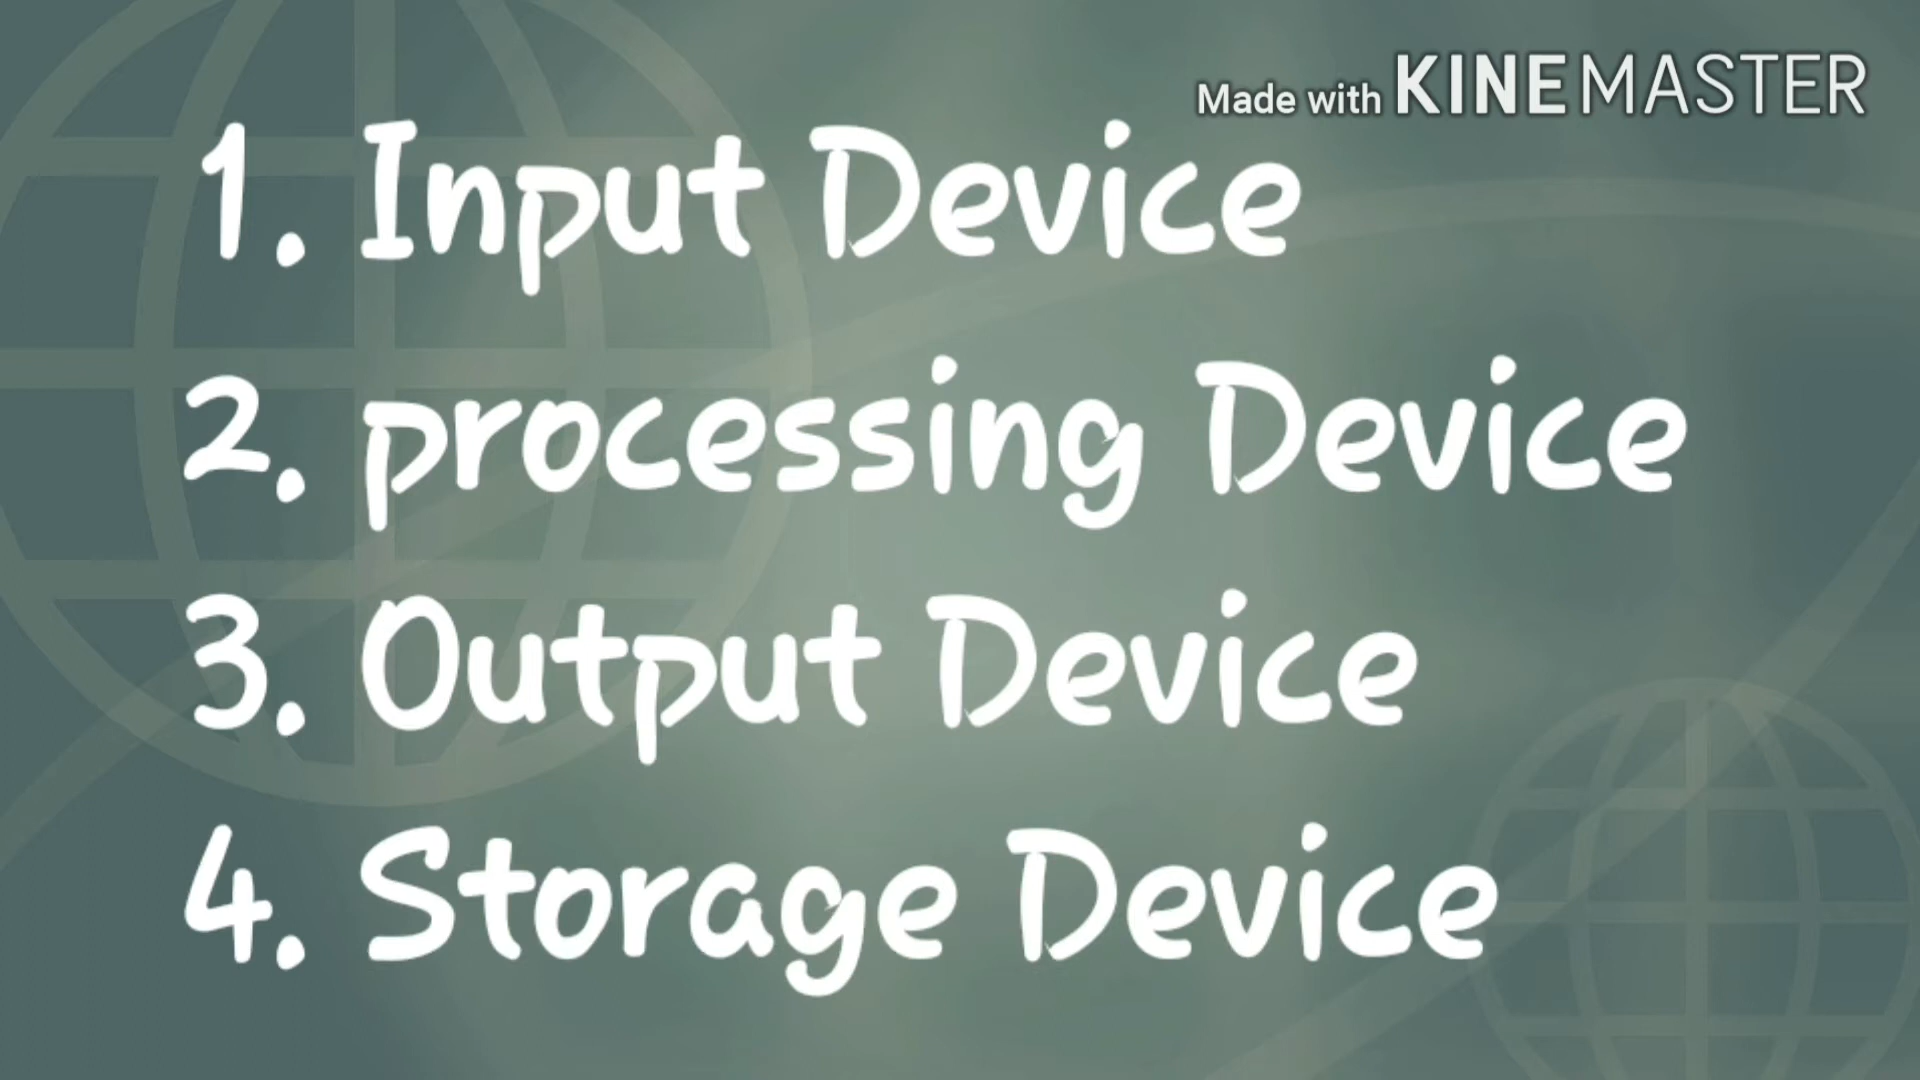 Made with KINEMASTER
1. Input Device
2. processing Device
3. Output Device
4. Storage Device